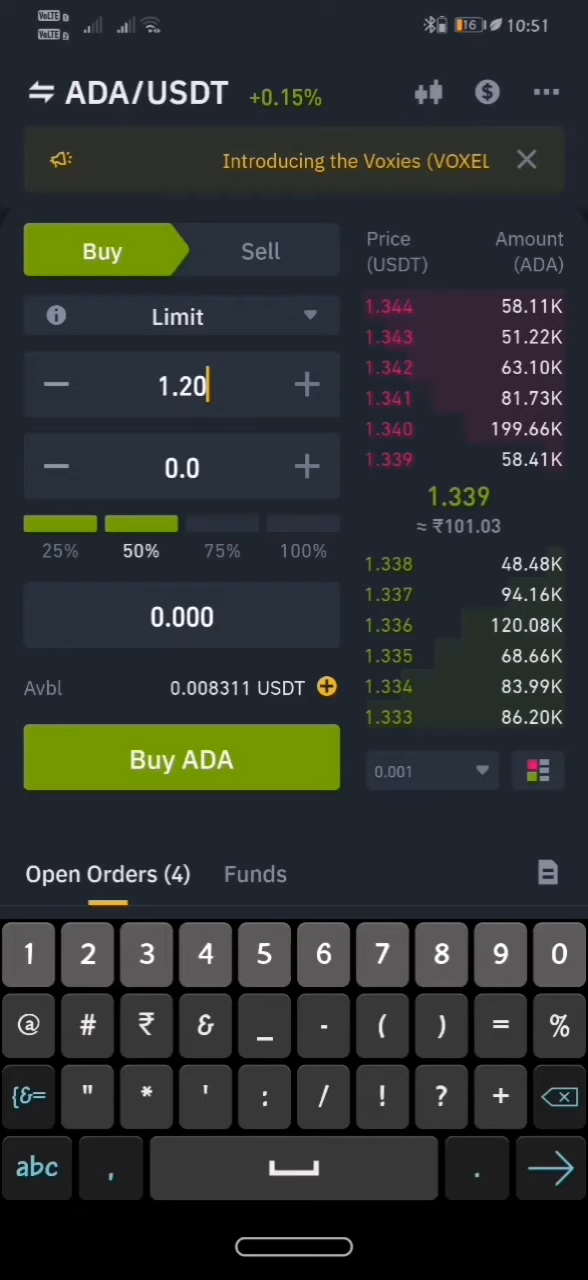 VoLTE
VoLTE 2
16 10:51
ADA/USDT +0.15%
Introducing the Voxies (VOXEL
Buy Sell
Price Amount
(USDT) (ADA)
Limit
1.20
0.0
25% 50% 75% 100%
0.000
Avbl 0.008311 USDT
Buy ADA
1.344 58.11K
1.343 51.22K
1.342 63.10K
1.341 81.73K
1.340 199.66K
1.339 58.41K
1.339
≈ ₹101.03
1.338 48.48K
1.337 94.16K
1.336 120.08K
1.335 68.66K
1.334 83.99K
1.333 86.20K
0.001
Open Orders (4) Funds
1 2 3 4 5 6 7 8 9 0
@ # ₹ & _ - ( ) = %
{&= " * ' : / ! ? +
abc , .